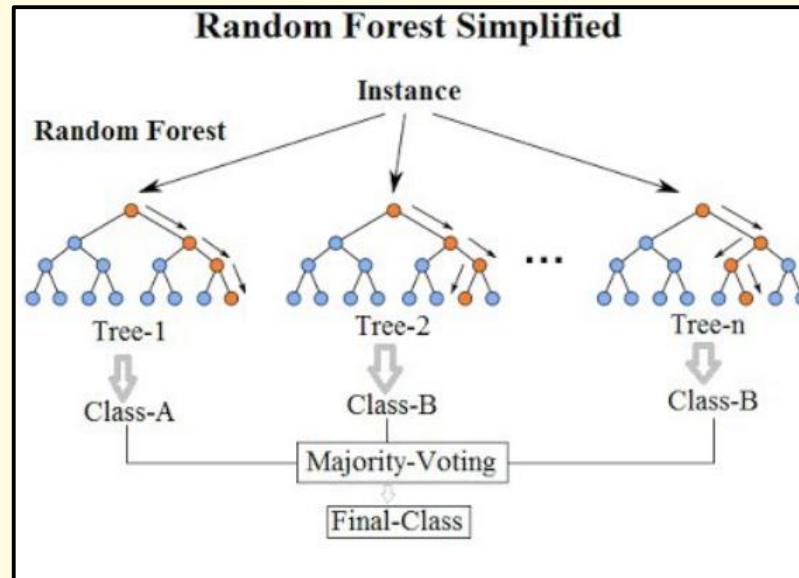 Random Forest Simplified
Instance
Random Forest
...
Tree-1 Tree-2 Tree-n
Class-A Class-B Class-B
Majority-Voting
Final-Class